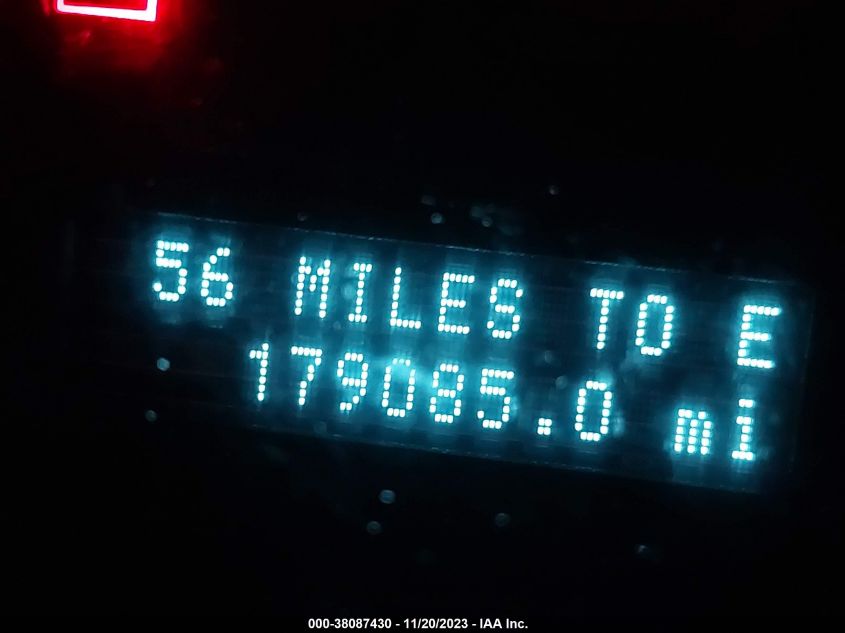 56 MILES TO E
179085.0 mi
000-38087430 - 11/20/2023 - IAA Inc.